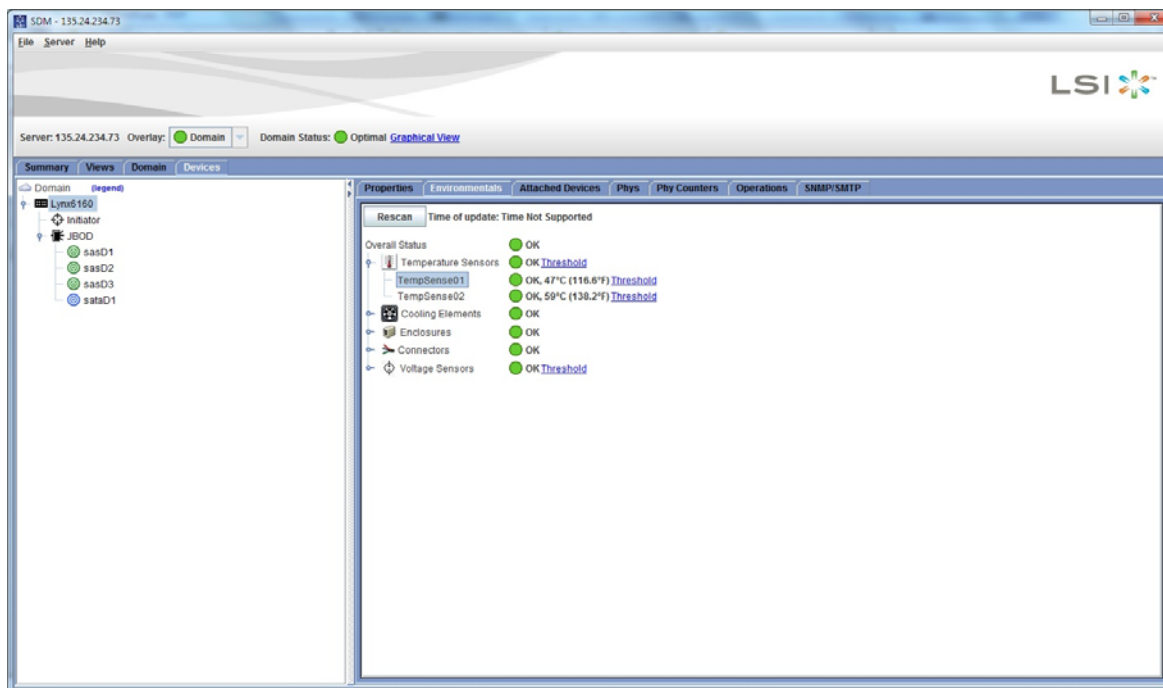 SDM - 135.24.234.73
File Server Help
LSI
Server: 135.24.234.73 Overlay: Domain Domain Status: Optimal Graphical View
Summary Views Domain Devices
Domain (legend)
Lynx6160
Initiator
JBOD
sasD1
sasD2
sasD3
sataD1
Properties Environmentals Attached Devices Phys Phy Counters Operations SNMP/SMTP
Rescan Time of update: Time Not Supported
Overall Status OK
Temperature Sensors OK Threshold
TempSense01 OK, 47°C (116.6°F) Threshold
TempSense02 OK, 59°C (138.2°F) Threshold
Cooling Elements OK
Enclosures OK
Connectors OK
Voltage Sensors OK Threshold